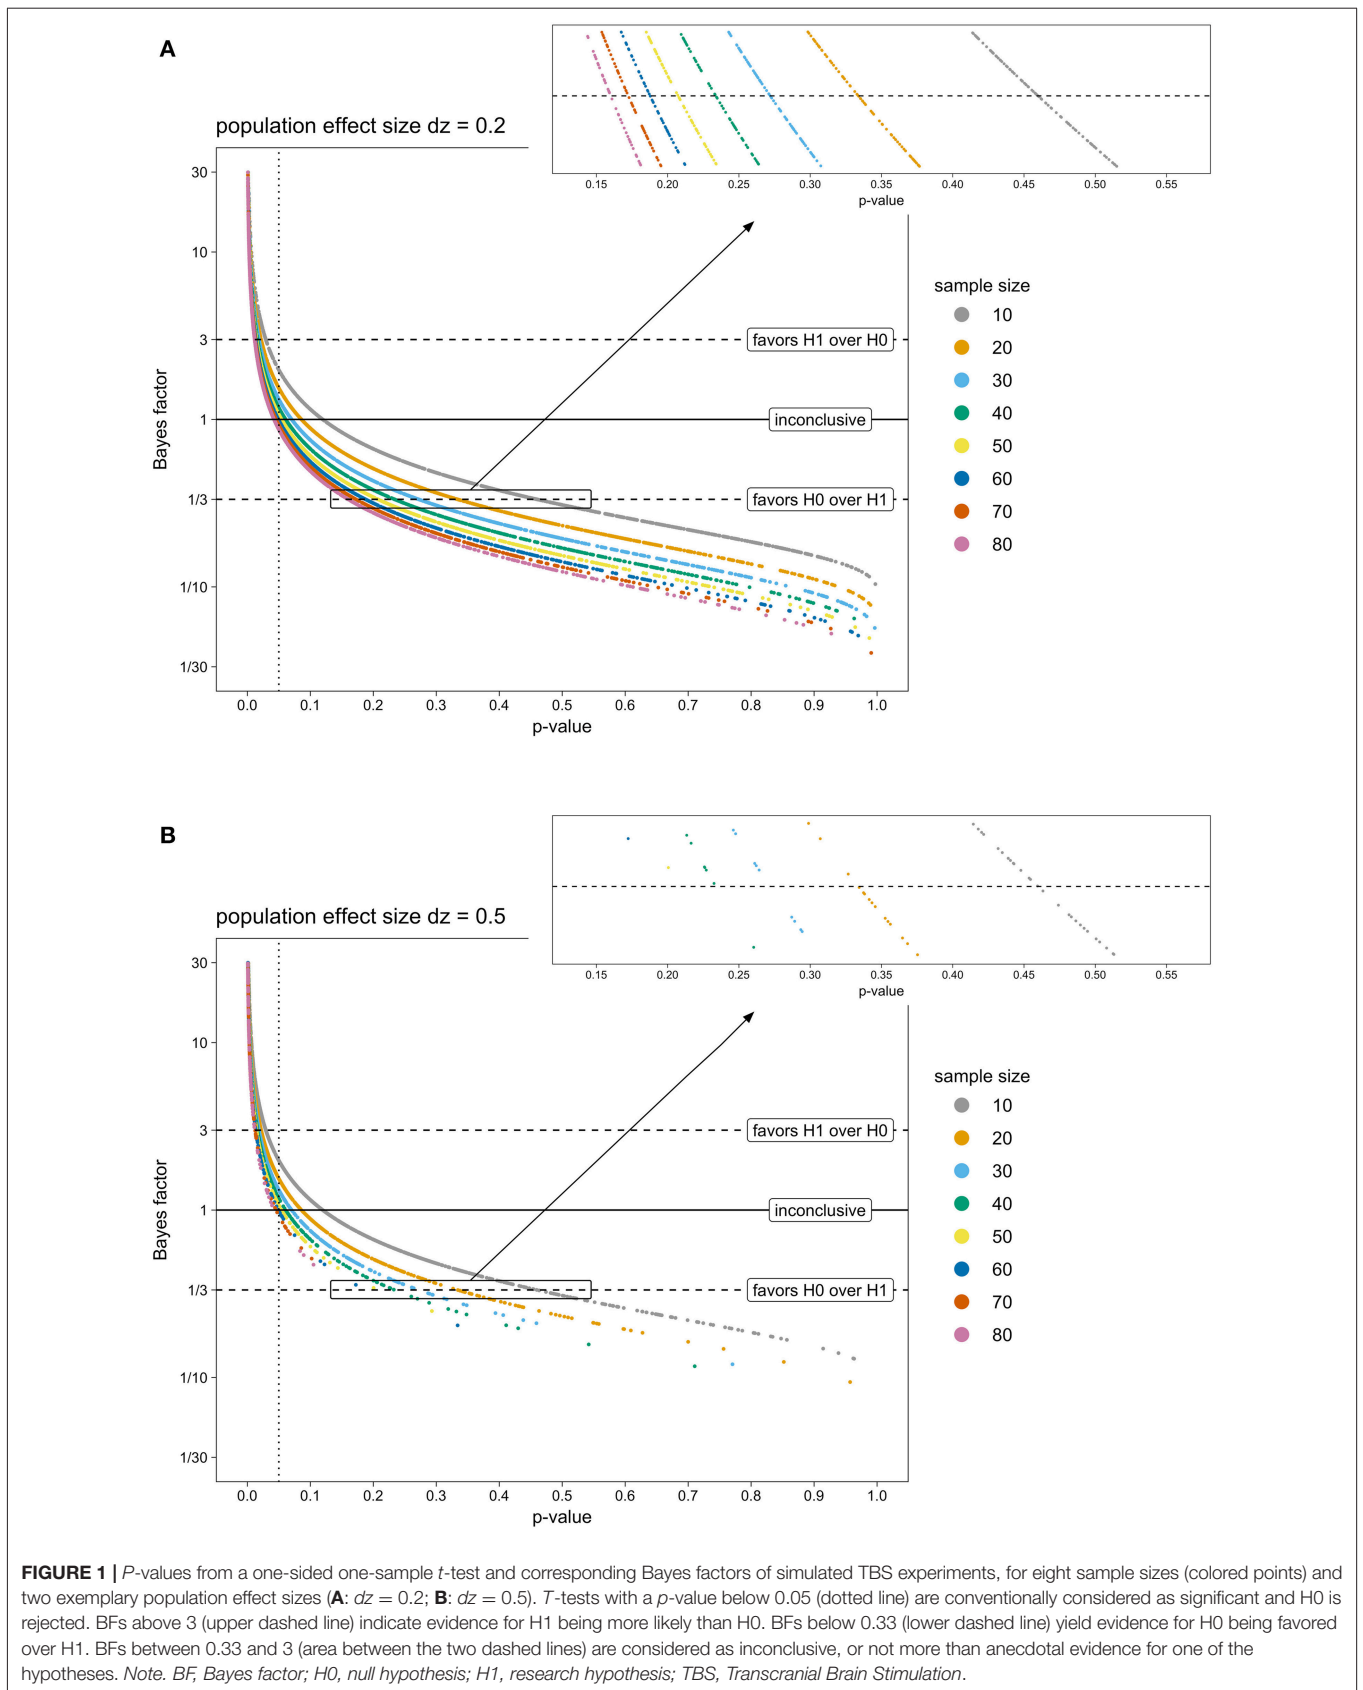 A
0.15 0.20 0.25 0.30 0.35 0.40 0.45 0.50 0.55
p-value
population effect size dz = 0.2
30
10
3
1
1/3
1/10
1/30
Bayes factor
favors H1 over H0
inconclusive
favors H0 over H1
0.0 0.1 0.2 0.3 0.4 0.5 0.6 0.7 0.8 0.9 1.0
p-value
sample size
10
20
30
40
50
60
70
80
B
0.15 0.20 0.25 0.30 0.35 0.40 0.45 0.50 0.55
p-value
population effect size dz = 0.5
30
10
3
1
1/3
1/10
1/30
Bayes factor
favors H1 over H0
inconclusive
favors H0 over H1
0.0 0.1 0.2 0.3 0.4 0.5 0.6 0.7 0.8 0.9 1.0
p-value
sample size
10
20
30
40
50
60
70
80
FIGURE 1 | P-values from a one-sided one-sample t-test and corresponding Bayes factors of simulated TBS experiments, for eight sample sizes (colored points) and
two exemplary population effect sizes (A: dz = 0.2; B: dz = 0.5). T-tests with a p-value below 0.05 (dotted line) are conventionally considered as significant and H0 is
rejected. BFs above 3 (upper dashed line) indicate evidence for H1 being more likely than H0. BFs below 0.33 (lower dashed line) yield evidence for H0 being favored
over H1. BFs between 0.33 and 3 (area between the two dashed lines) are considered as inconclusive, or not more than anecdotal evidence for one of the
hypotheses. Note. BF, Bayes factor; H0, null hypothesis; H1, research hypothesis; TBS, Transcranial Brain Stimulation.